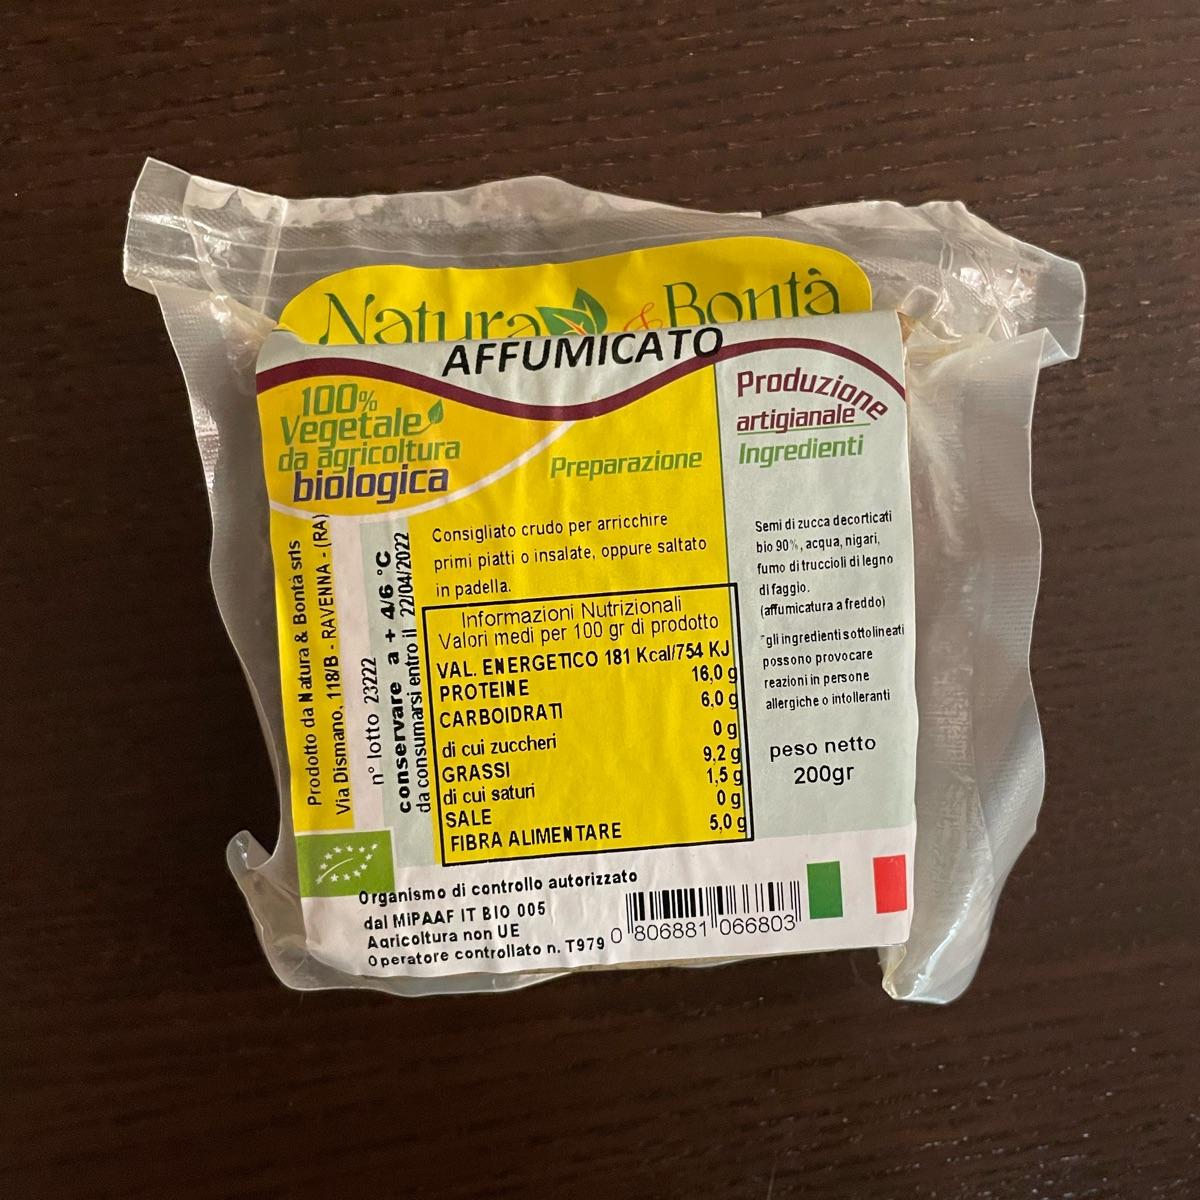 Natura & Bontà
AFFUMICATO
100%
Vegetale
da agricoltura
biologica
Prodotto da Natura & Bontà srls
Via Dismano, 118/B - RAVENNA - (RA)
n° lotto 23222
conservare a + 4/6 °C
da consumarsi entro il 22/04/2022
Preparazione
Consigliato crudo per arricchire
primi piatti o insalate, oppure saltato
in padella.
Informazioni Nutrizionali
Valori medi per 100 gr di prodotto
VAL. ENERGETICO 181 Kcal/754 KJ
PROTEINE 16,0 g
CARBOIDRATI 6,0 g
di cui zuccheri 0 g
GRASSI 9,2 g
di cui saturi 1,5 g
SALE 0 g
FIBRA ALIMENTARE 5,0 g
Produzione
artigianale
Ingredienti
Semi di zucca decorticati
bio 90%, acqua, nigari,
fumo di truccioli di legno
di faggio.
(affumicatura a freddo)
*gli ingredienti sottolineati
possono provocare
reazioni in persone
allergiche o intolleranti
peso netto
200gr
Organismo di controllo autorizzato
dal MiPAAF IT BIO 005
Agricoltura non UE
Operatore controllato n. T979
0 806881 066803